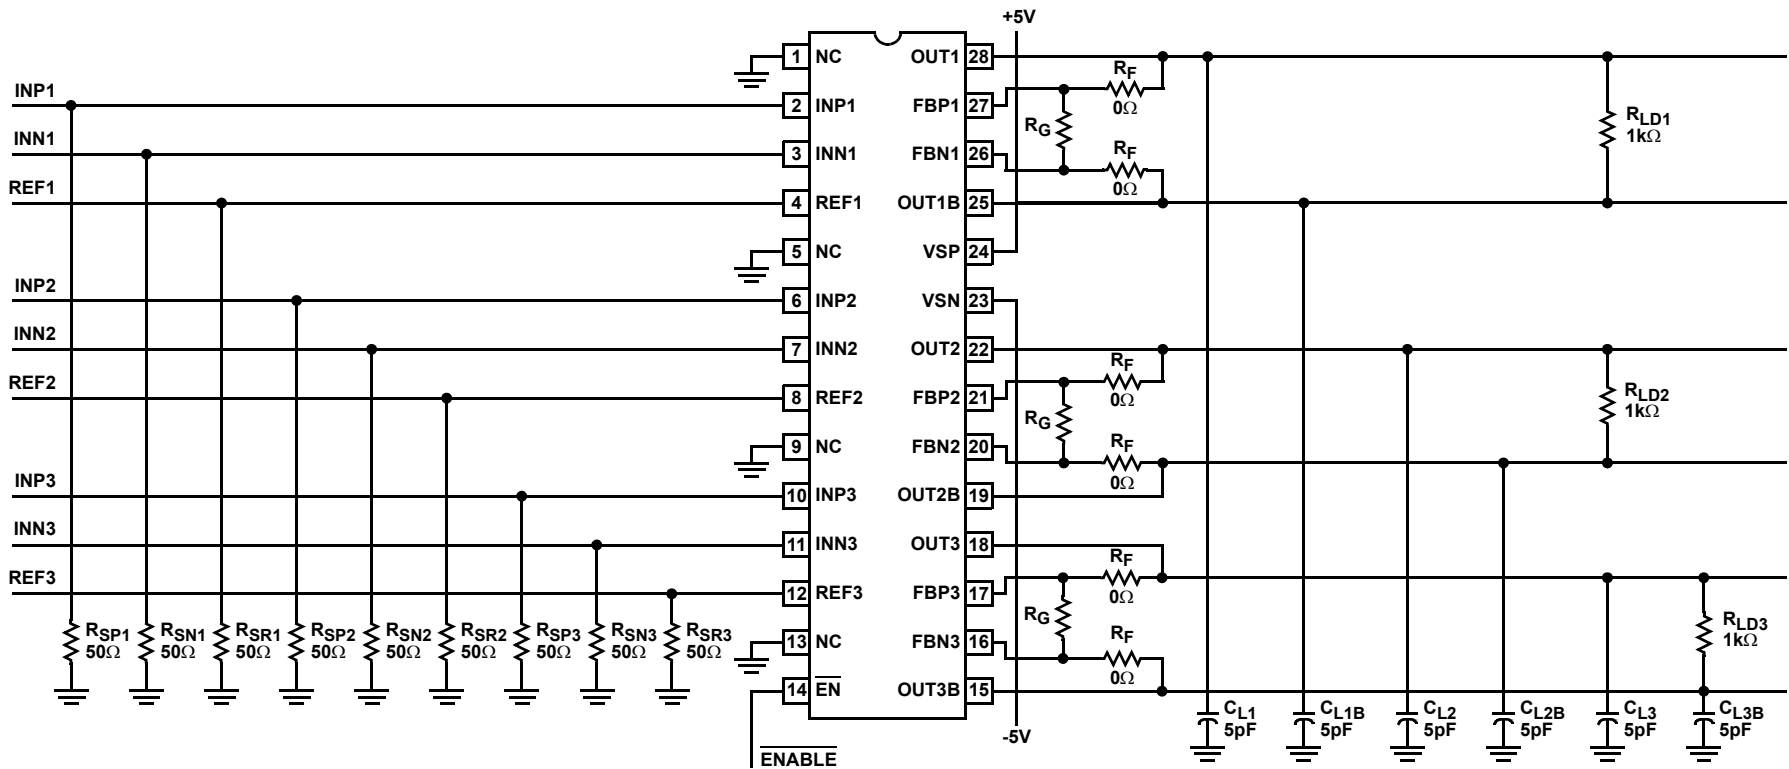 +5V
1 NC OUT1 28
INP1 2 INP1 FBP1 27
INN1 3 INN1 FBN1 26
REF1 4 REF1 OUT1B 25
5 NC VSP 24
INP2 6 INP2 VSN 23
INN2 7 INN2 OUT2 22
REF2 8 REF2 FBP2 21
9 NC FBN2 20
INP3 10 INP3 OUT2B 19
INN3 11 INN3 OUT3 18
REF3 12 REF3 FBP3 17
13 NC FBN3 16
14 EN OUT3B 15
ENABLE
-5V
RF
0Ω
RG
RF
0Ω
RLD1
1kΩ
RF
0Ω
RG
RF
0Ω
RLD2
1kΩ
RF
0Ω
RG
RF
0Ω
RLD3
1kΩ
RSP1
50Ω
RSN1
50Ω
RSR1
50Ω
RSP2
50Ω
RSN2
50Ω
RSR2
50Ω
RSP3
50Ω
RSN3
50Ω
RSR3
50Ω
CL1
5pF
CL1B
5pF
CL2
5pF
CL2B
5pF
CL3
5pF
CL3B
5pF